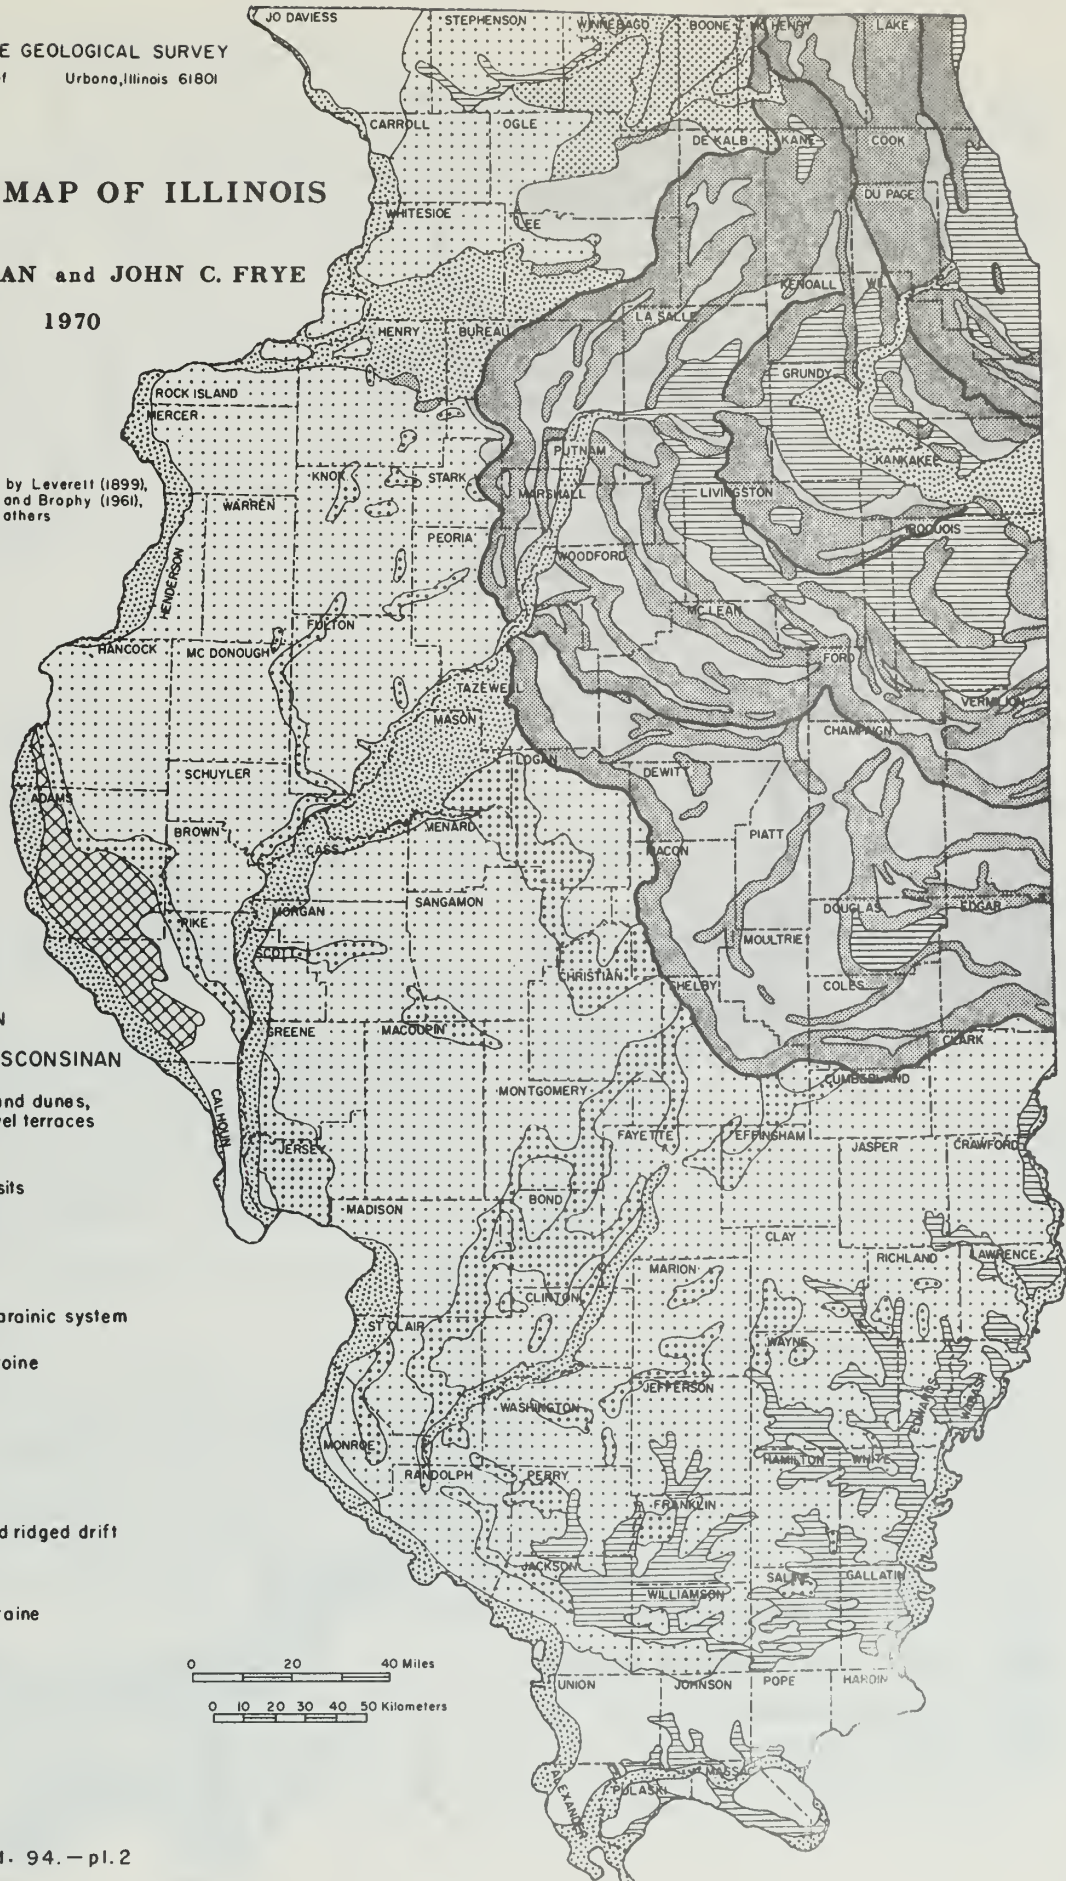 E GEOLOGICAL SURVEY
of Urbana, Illinois 61801
MAP OF ILLINOIS
AN and JOHN C. FRYE
1970
by Leverett (1899),
and Brophy (1961),
others
N
SCONSINAN
and dunes,
vel terraces
sits
rainic system
aine
d ridged drift
raine
0 20 40 Miles
0 10 20 30 40 50 Kilometers
94.—pl.2
JO DAVIESS
STEPHENSON
WINNEBAGO
BOONE
MC HENRY
LAKE
CARROLL
OGLE
DE KALB
KANE
COOK
DU PAGE
WHITESIDE
LEE
KENDALL
WILL
LA SALLE
HENRY
BUREAU
GRUNDY
ROCK ISLAND
MERCER
PUTNAM
KANKAKEE
KNOX
STARK
MARSHALL
LIVINGSTON
WARREN
IROQUOIS
PEORIA
WOODFORD
HENDERSON
MC LEAN
FULTON
HANCOCK
MC DONOUGH
FORD
TAZEWELL
VERMILION
MASON
CHAMPAIGN
LOGAN
SCHUYLER
DEWITT
ADAMS
MENARD
BROWN
PIATT
CASS
MACON
SANGAMON
MORGAN
DOUGLAS
EDGAR
PIKE
MOULTRIE
SCOTT
CHRISTIAN
SHELBY
COLES
GREENE
MACOUPIN
CLARK
CUMBERLAND
MONTGOMERY
CALHOUN
FAYETTE
EFFINGHAM
JASPER
CRAWFORD
JERSEY
BOND
MADISON
CLAY
RICHLAND
LAWRENCE
MARION
CLINTON
ST CLAIR
WAYNE
JEFFERSON
EDWARDS
WABASH
WASHINGTON
MONROE
HAMILTON
WHITE
RANDOLPH
PERRY
FRANKLIN
JACKSON
SALINE
GALLATIN
WILLIAMSON
UNION
JOHNSON
POPE
HARDIN
MASSAC
PULASKI
ALEXANDER